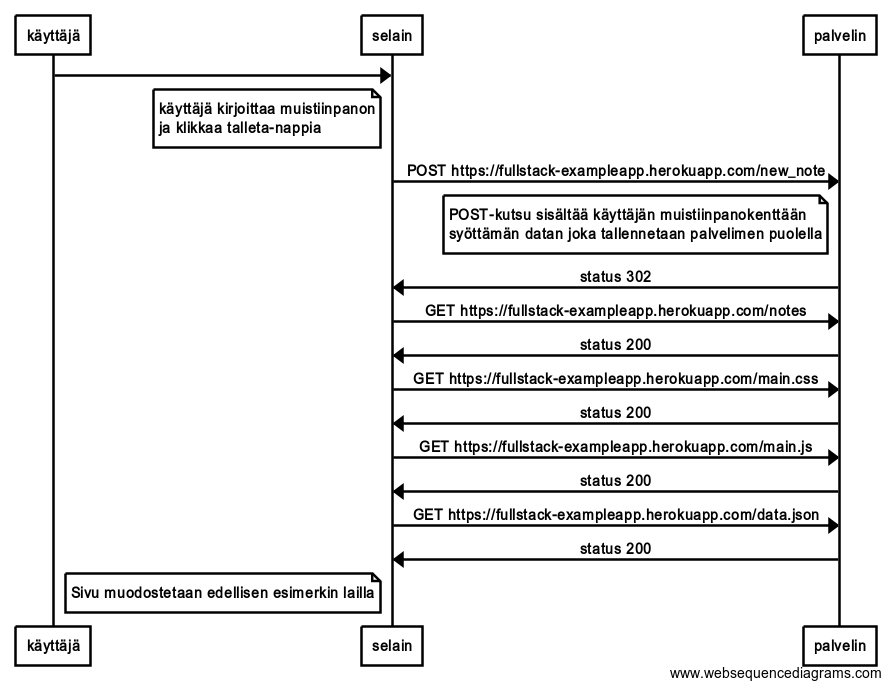 käyttäjä
selain
palvelin
käyttäjä kirjoittaa muistiinpanon
ja klikkaa talleta-nappia
POST https://fullstack-exampleapp.herokuapp.com/new_note
POST-kutsu sisältää käyttäjän muistiinpanokenttään
syöttämän datan joka tallennetaan palvelimen puolella
status 302
GET https://fullstack-exampleapp.herokuapp.com/notes
status 200
GET https://fullstack-exampleapp.herokuapp.com/main.css
status 200
GET https://fullstack-exampleapp.herokuapp.com/main.js
status 200
GET https://fullstack-exampleapp.herokuapp.com/data.json
status 200
Sivu muodostetaan edellisen esimerkin lailla
käyttäjä
selain
palvelin
www.websequencediagrams.com